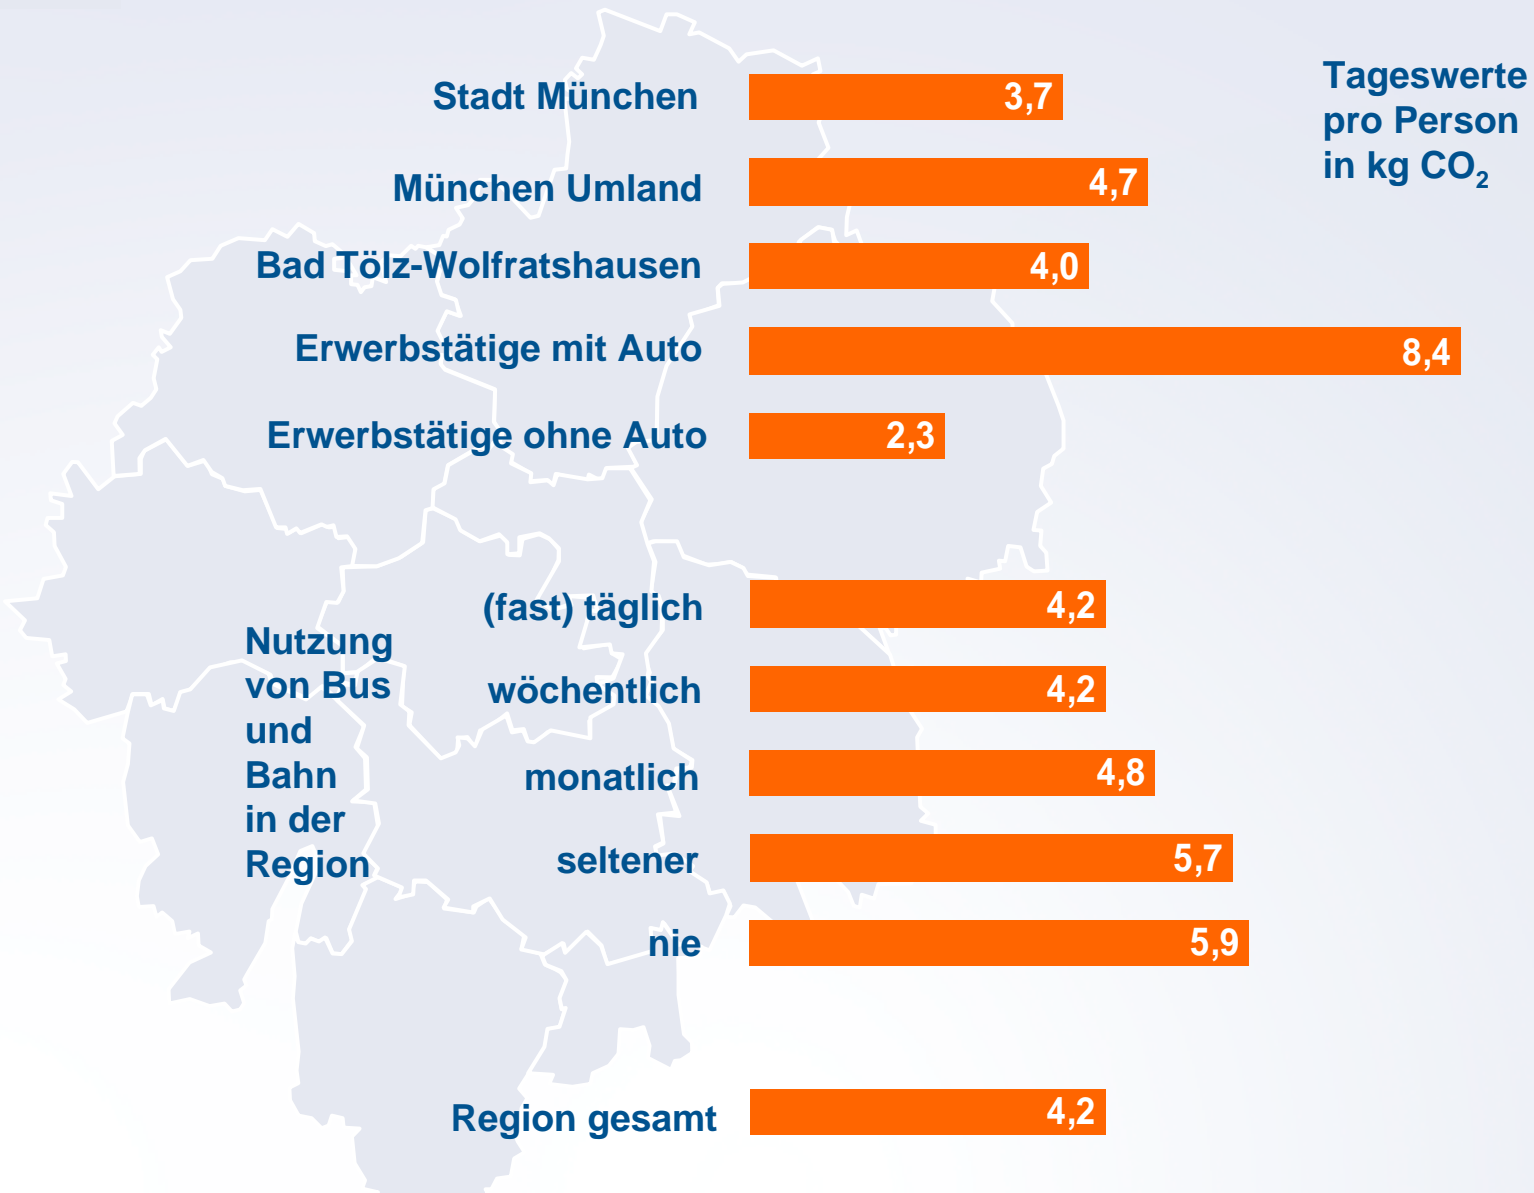 Tageswerte
pro Person
in kg CO₂
Stadt München 3,7
München Umland 4,7
Bad Tölz-Wolfratshausen 4,0
Erwerbstätige mit Auto 8,4
Erwerbstätige ohne Auto 2,3
Nutzung
von Bus
und
Bahn
in der
Region
(fast) täglich 4,2
wöchentlich 4,2
monatlich 4,8
seltener 5,7
nie 5,9
Region gesamt 4,2